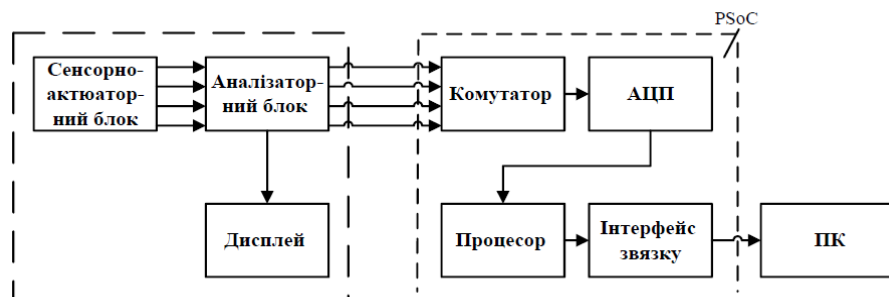 PSoC
Сенсорно-
актюатор-
ний блок
Аналізатор-
ний блок
Комутатор
АЦП
Дисплей
Процесор
Інтерфейс
звязку
ПК